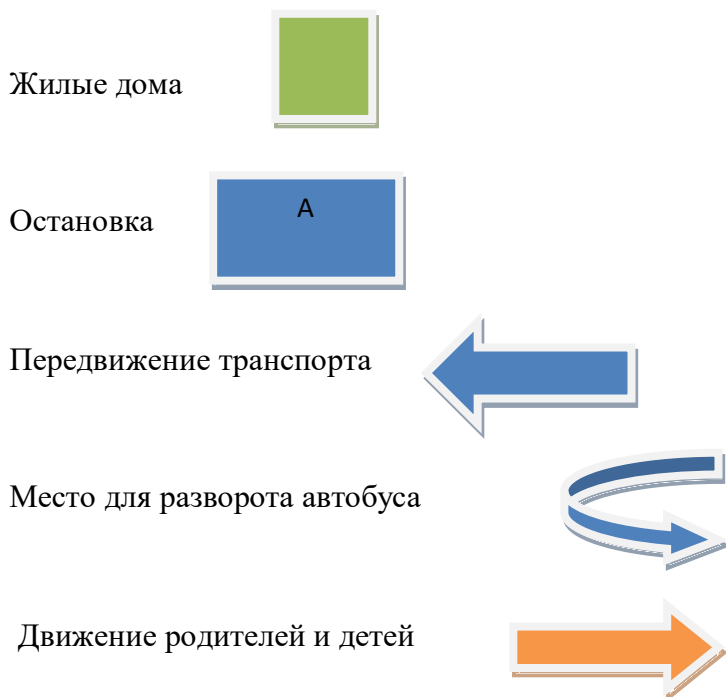 Жилые дома
А
Остановка
Передвижение транспорта
Место для разворота автобуса
Движение родителей и детей